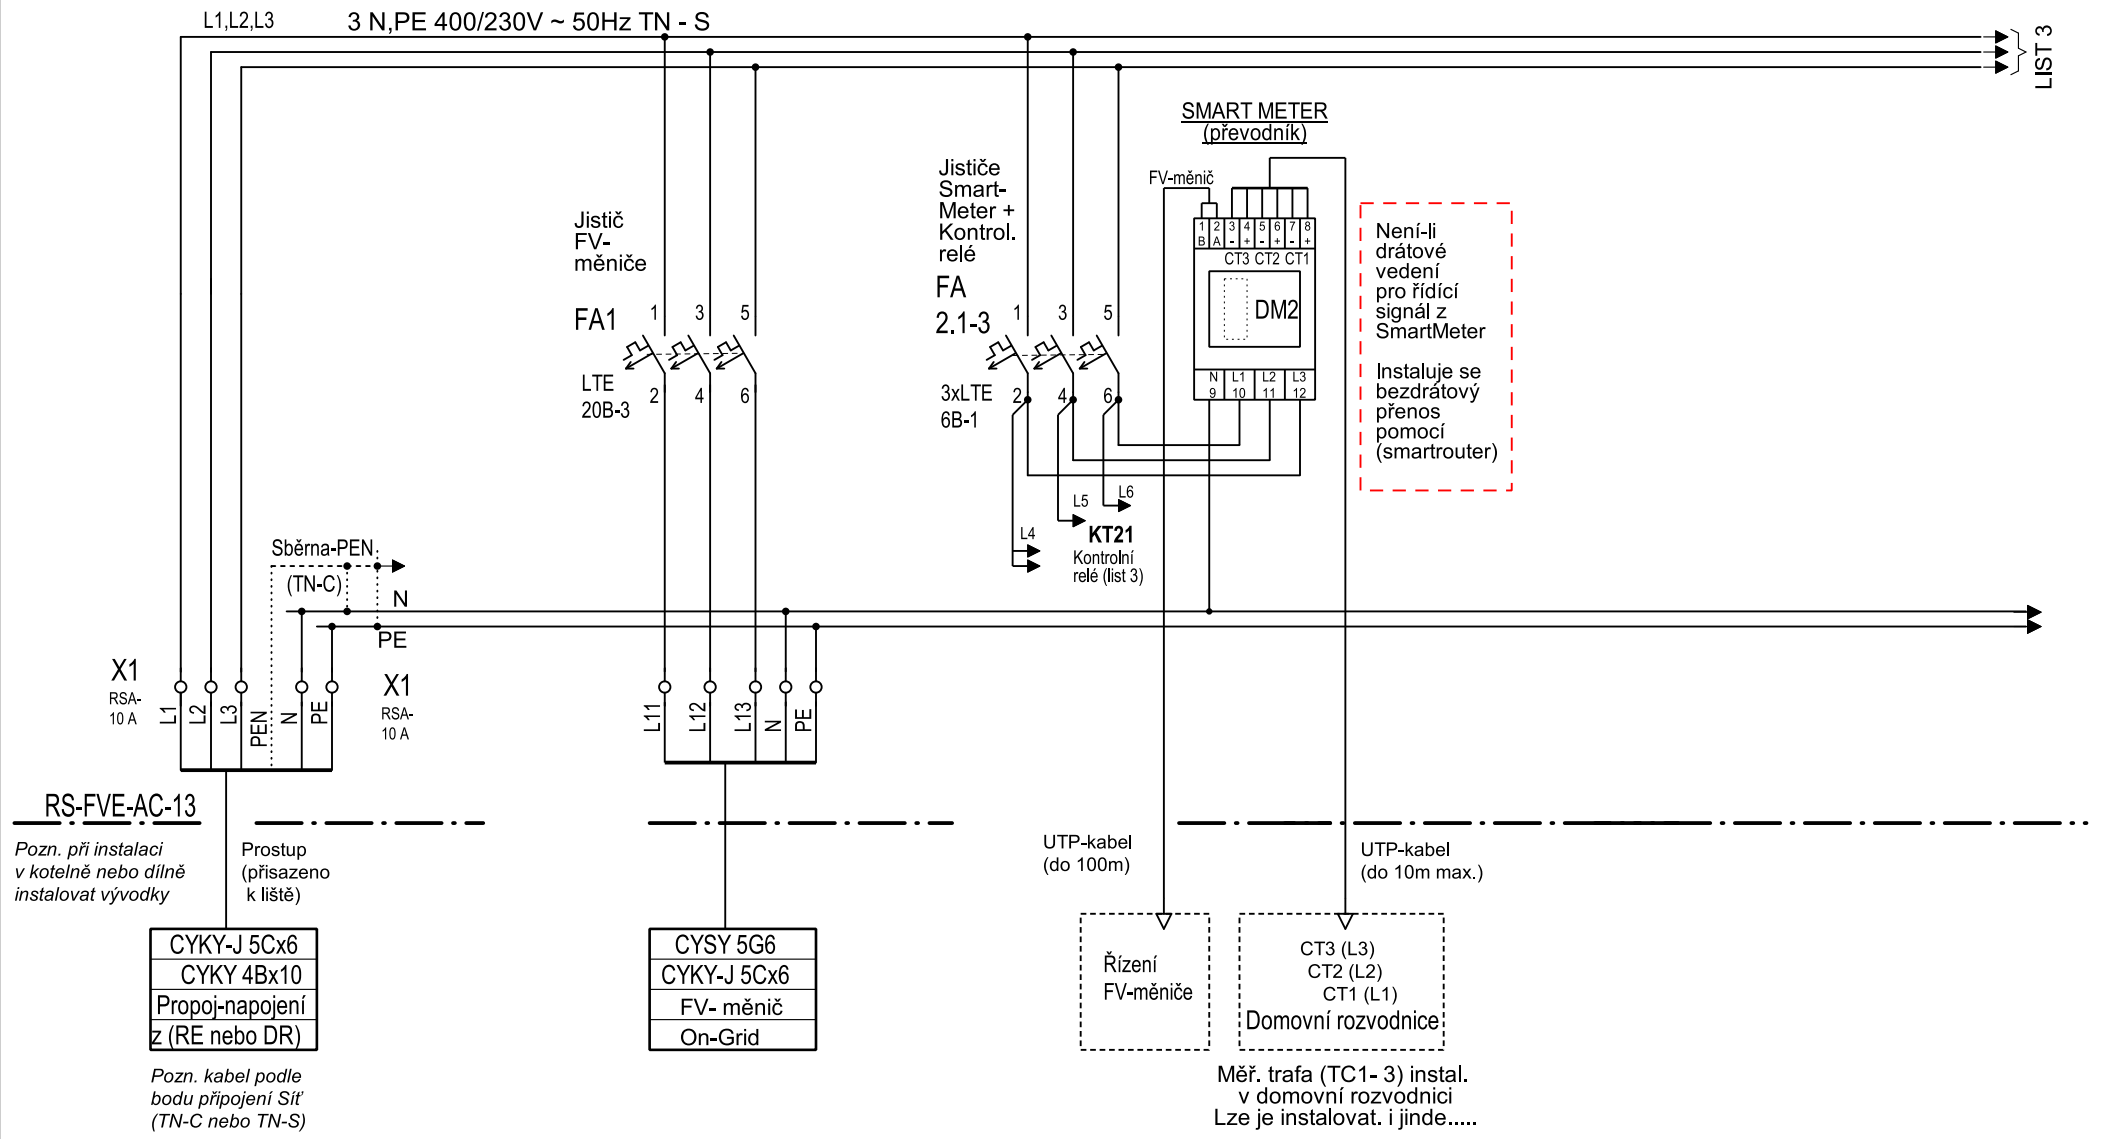 L1,L2,L3
3 N,PE 400/230V ~ 50Hz TN - S
LIST 3
SMART METER
(převodník)
FV-měnič
Jističe
Smart-
Meter +
Kontrol.
relé
FA
2.1-3
1 3 5
3xLTE
6B-1
2 4 6
Jistič
FV-
měniče
FA1
1 3 5
LTE
20B-3
2 4 6
1 2 3 4 5 6 7 8
B A - + - + - +
CT3 CT2 CT1
DM2
N L1 L2 L3
9 10 11 12
Není-li
drátové
vedení
pro řídící
signál z
SmartMeter
Instaluje se
bezdrátový
přenos
pomocí
(smartrouter)
L4
L5
L6
KT21
Kontrolní
relé (list 3)
Sběrna-PEN
(TN-C)
N
PE
X1
RSA-
10 A
L1
L2
L3
PEN
N
PE
X1
RSA-
10 A
L11
L12
L13
N
PE
RS-FVE-AC-13
Pozn. při instalaci
v kotelně nebo dílně
instalovat vývodky
Prostup
(přisazeno
k liště)
UTP-kabel
(do 100m)
UTP-kabel
(do 10m max.)
CYKY-J 5Cx6
CYKY 4Bx10
Propoj-napojení
z (RE nebo DR)
Pozn. kabel podle
bodu připojení Síť
(TN-C nebo TN-S)
CYSY 5G6
CYKY-J 5Cx6
FV- měnič
On-Grid
Řízení
FV-měniče
CT3 (L3)
CT2 (L2)
CT1 (L1)
Domovní rozvodnice
Měř. trafa (TC1- 3) instal.
v domovní rozvodnici
Lze je instalovat. i jinde.....